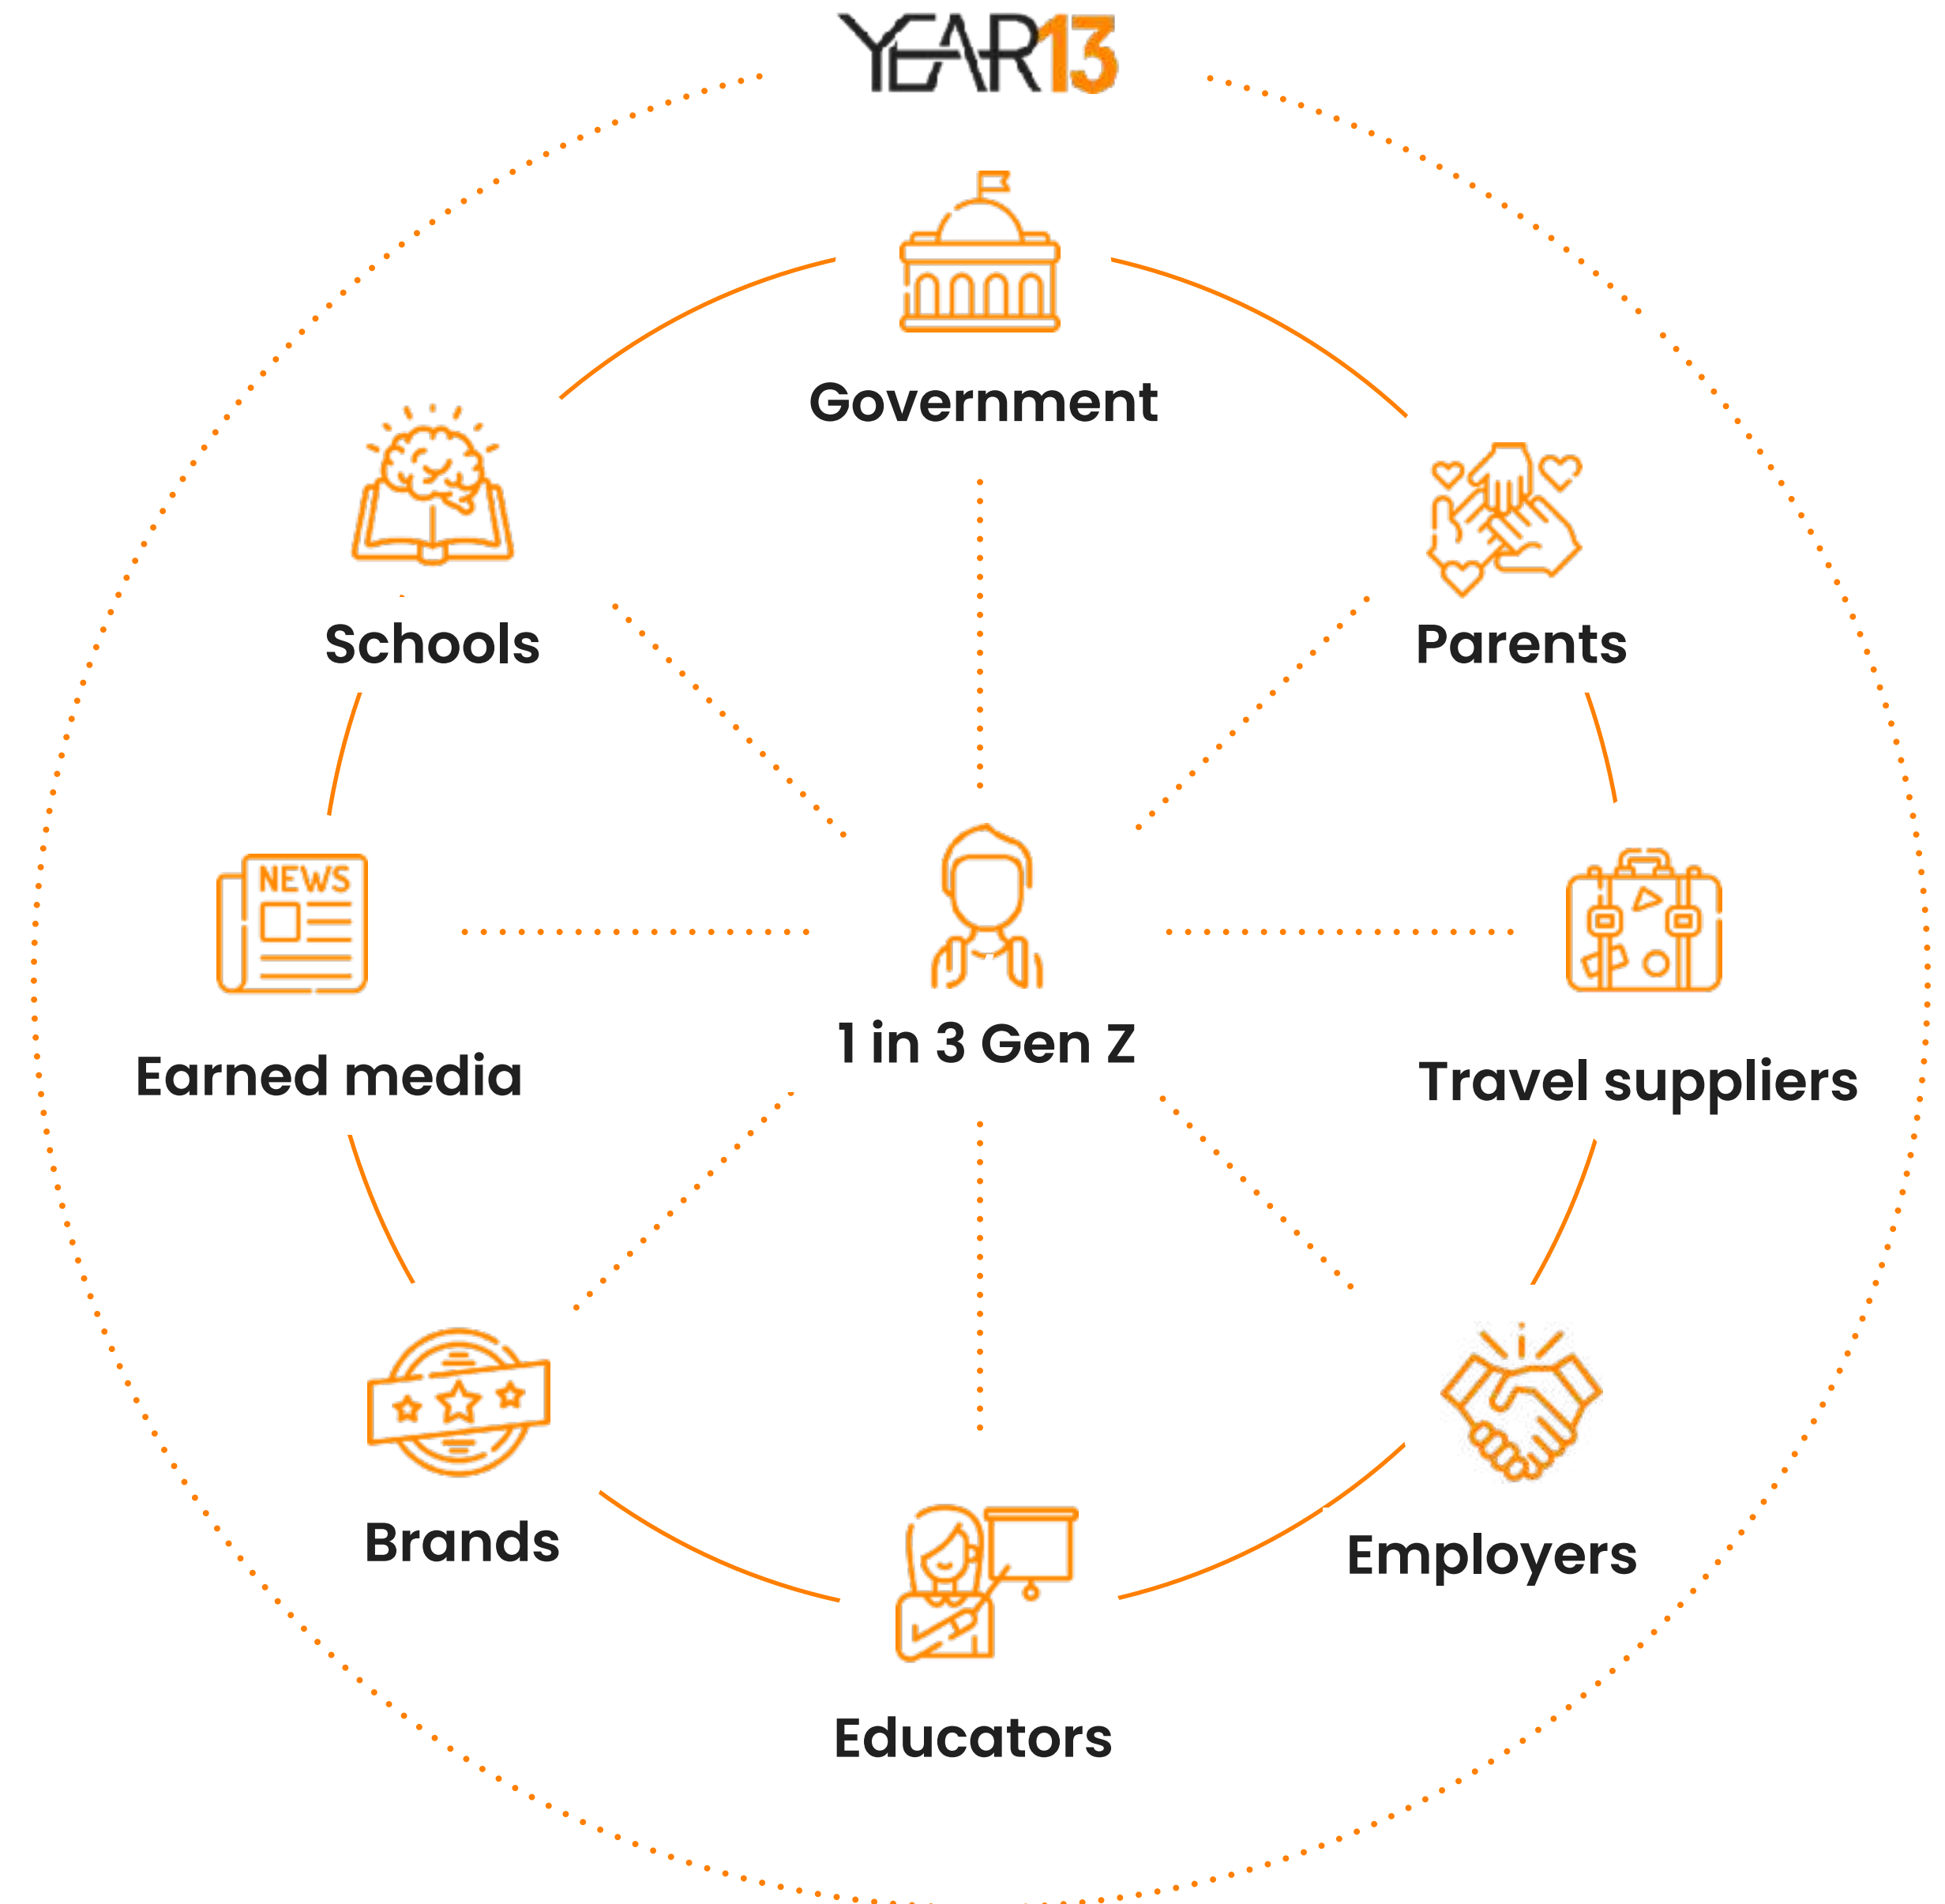 YEAR13
Government
Schools
Parents
NEWS
1 in 3 Gen Z
Earned media
Travel suppliers
Brands
Employers
Educators